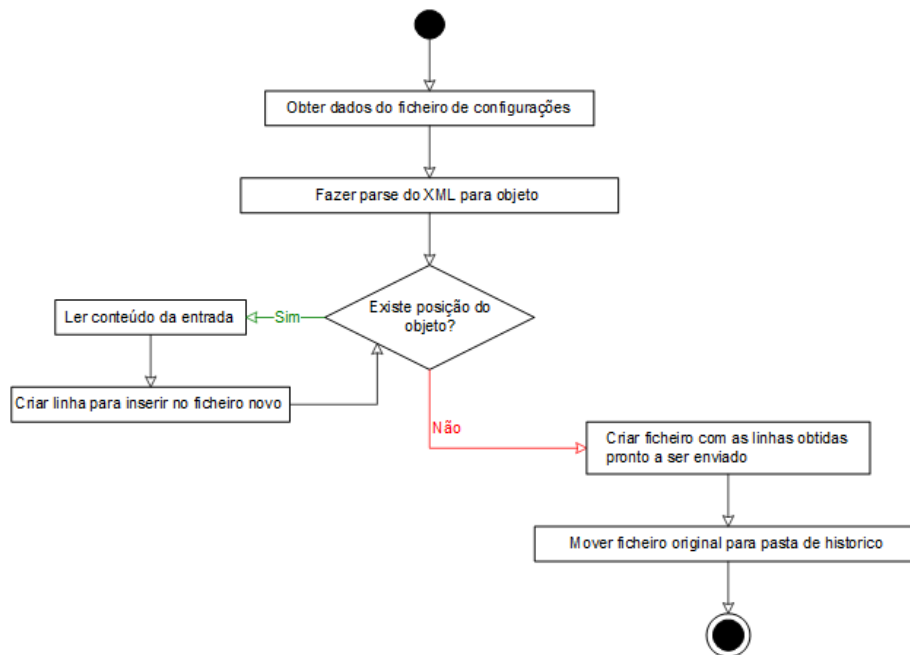 Obter dados do ficheiro de configurações
Fazer parse do XML para objeto
Existe posição do
objeto?
Sim
Ler conteúdo da entrada
Criar linha para inserir no ficheiro novo
Não
Criar ficheiro com as linhas obtidas
pronto a ser enviado
Mover ficheiro original para pasta de historico